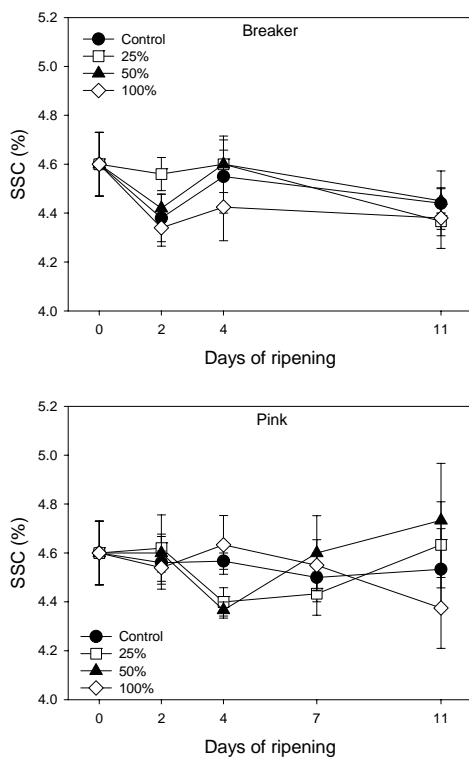 Breaker
Control
25%
50%
100%
SSC (%)
5.2
5.0
4.8
4.6
4.4
4.2
4.0
0 2 4 11
Days of ripening
Pink
SSC (%)
5.2
5.0
4.8
4.6
4.4
4.2
4.0
Control
25%
50%
100%
0 2 4 7 11
Days of ripening